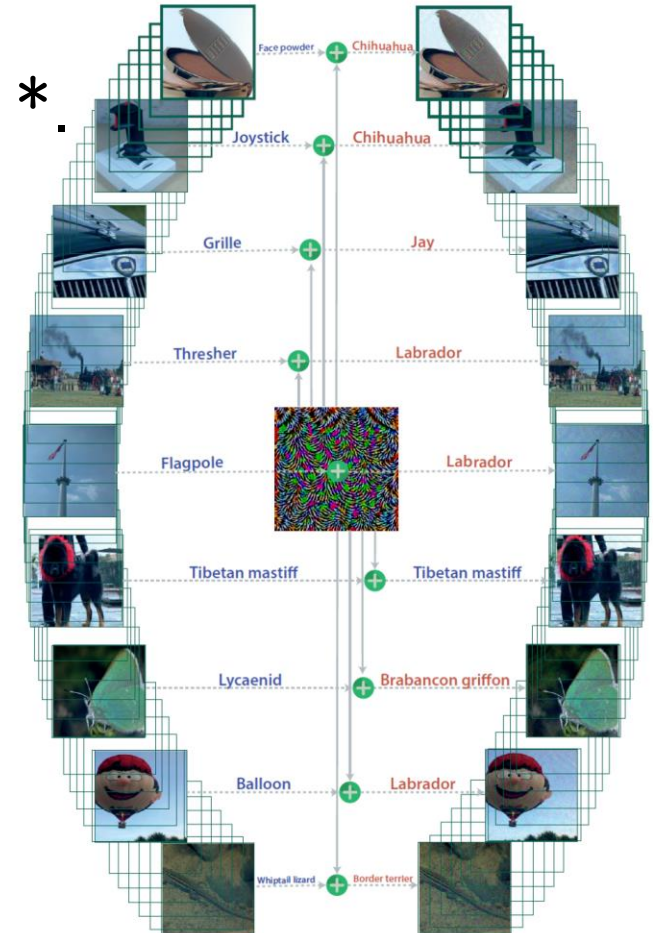 Face powder Chihuahua
*.
Joystick Chihuahua
Grille Jay
Thresher Labrador
Flagpole Labrador
Tibetan mastiff Tibetan mastiff
Lycaenid Brabancon griffon
Balloon Labrador
Whiptail lizard Border terrier